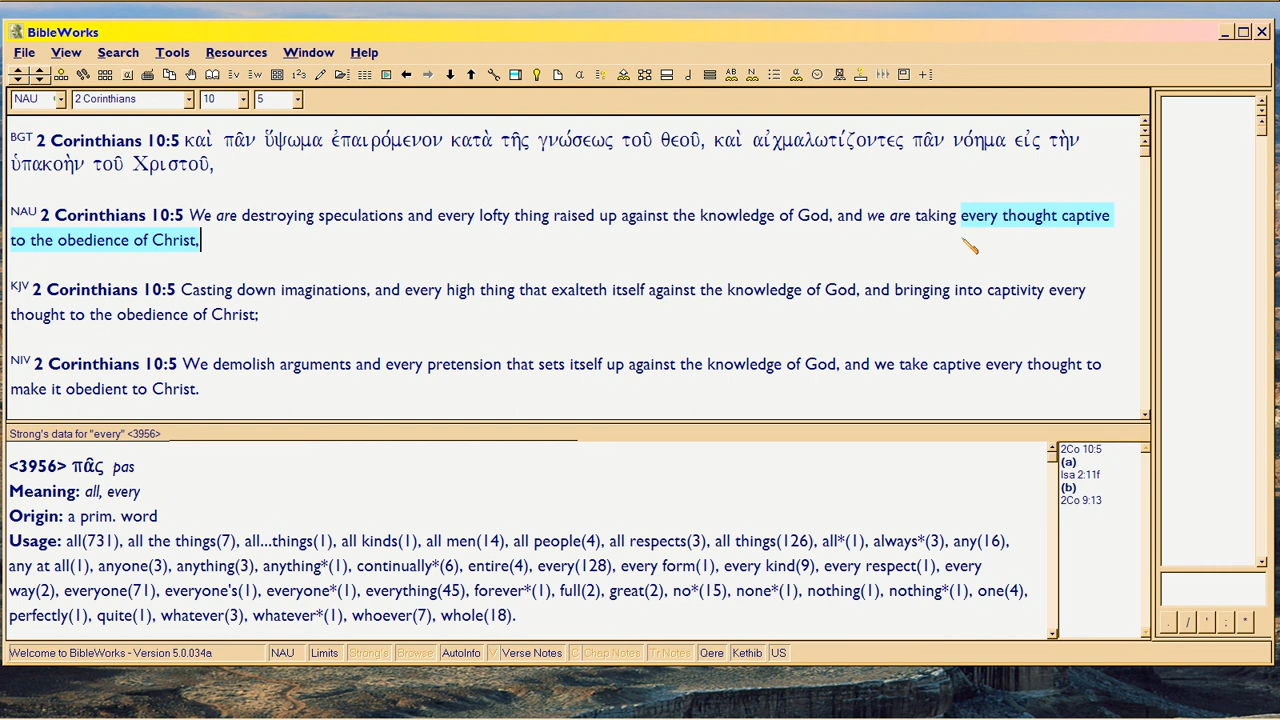 BibleWorks
File View Search Tools Resources Window Help
NAU 2 Corinthians 10 5
BGT 2 Corinthians 10:5 καὶ πᾶν ὕψωμα ἐπαιρόμενον κατὰ τῆς γνώσεως τοῦ θεοῦ, καὶ αἰχμαλωτίζοντες πᾶν νόημα εἰς τὴν
ὑπακοὴν τοῦ Χριστοῦ,
NAU 2 Corinthians 10:5 We are destroying speculations and every lofty thing raised up against the knowledge of God, and we are taking every thought captive
to the obedience of Christ,
KJV 2 Corinthians 10:5 Casting down imaginations, and every high thing that exalteth itself against the knowledge of God, and bringing into captivity every
thought to the obedience of Christ;
NIV 2 Corinthians 10:5 We demolish arguments and every pretension that sets itself up against the knowledge of God, and we take captive every thought to
make it obedient to Christ.
Strong's data for "every" <3956>
<3956> πᾶς pas
Meaning: all, every
Origin: a prim. word
Usage: all(731), all the things(7), all...things(1), all kinds(1), all men(14), all people(4), all respects(3), all things(126), all*(1), always*(3), any(16),
any at all(1), anyone(3), anything(3), anything*(1), continually*(6), entire(4), every(128), every form(1), every kind(9), every respect(1), every
way(2), everyone(71), everyone's(1), everyone*(1), everything(45), forever*(1), full(2), great(2), no*(15), none*(1), nothing(1), nothing*(1), one(4),
perfectly(1), quite(1), whatever(3), whatever*(1), whoever(7), whole(18).
2Co 10:5
(a)
Isa 2:11f
(b)
2Co 9:13
. / ' ; *
Welcome to BibleWorks - Version 5.0.034a NAU Limits Strong's Browse AutoInfo V Verse Notes C Chap Notes Tr Notes Qere Kethib US